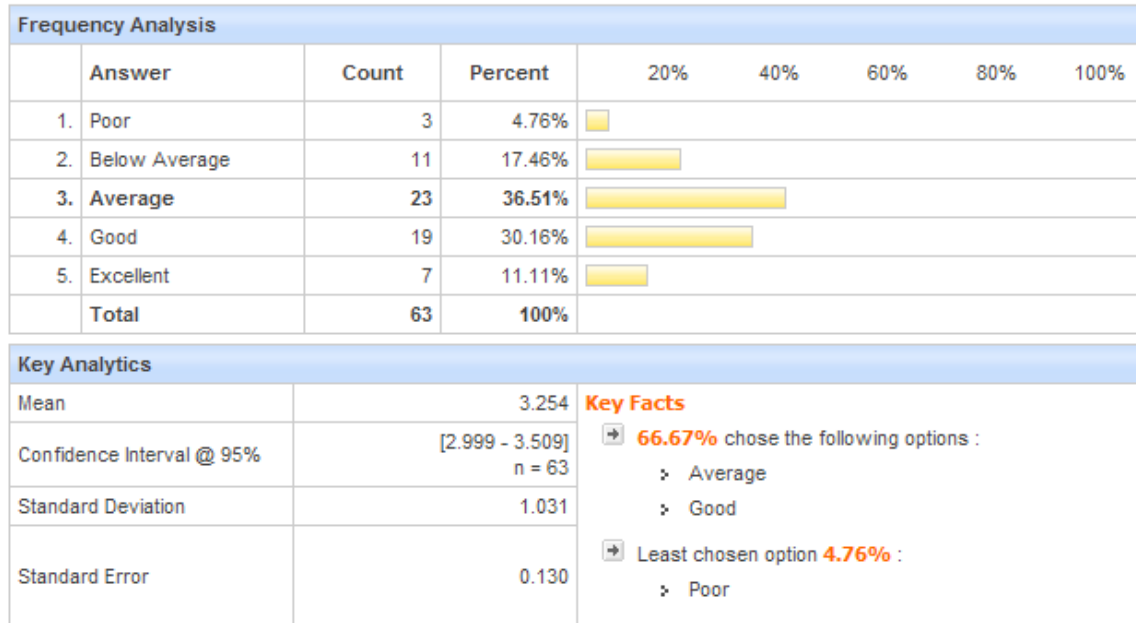 Frequency Analysis
Answer Count Percent 20% 40% 60% 80% 100%
1. Poor 3 4.76%
2. Below Average 11 17.46%
3. Average 23 36.51%
4. Good 19 30.16%
5. Excellent 7 11.11%
Total 63 100%
Key Analytics
Mean 3.254
Confidence Interval @ 95% [2.999 - 3.509]
n = 63
Standard Deviation 1.031
Standard Error 0.130
Key Facts
66.67% chose the following options :
Average
Good
Least chosen option 4.76% :
Poor